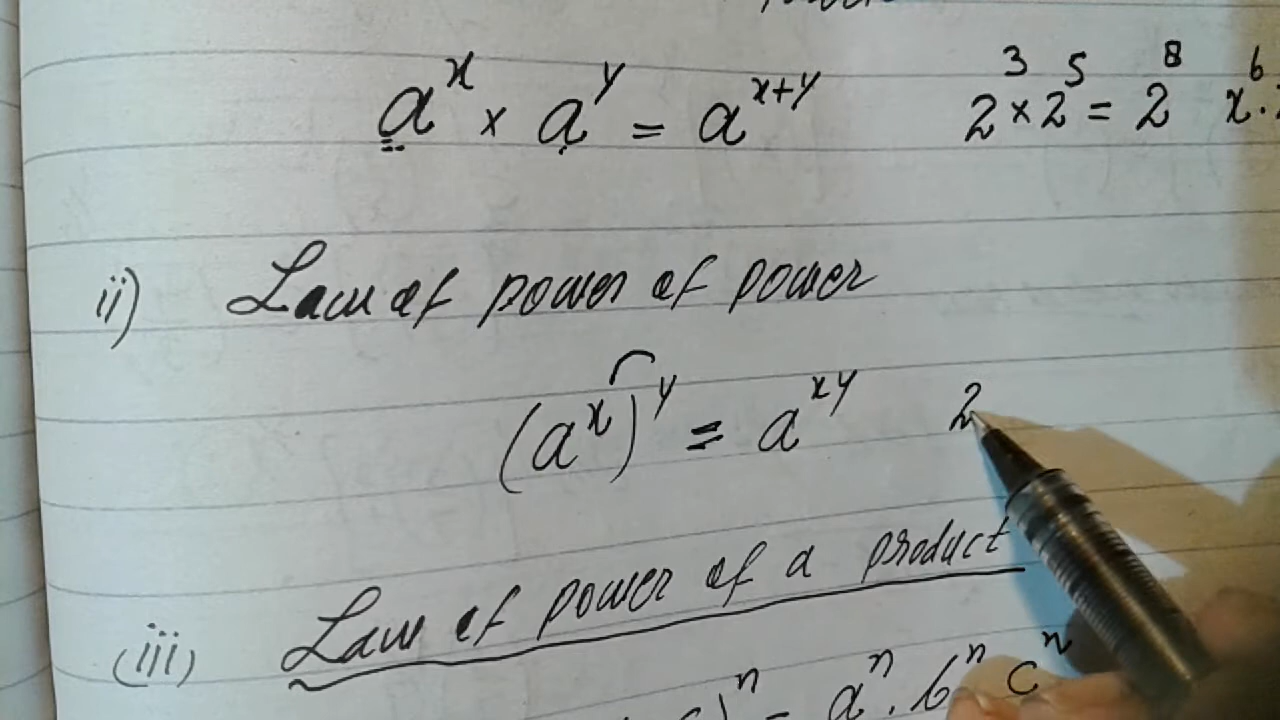 a^x × a^y = a^(x+y) 2^3 × 2^5 = 2^8 x^6 ·
ii) Law of power of power
(a^x)^y = a^(xy) 2
(iii) Law of power of a product
)^n = a^n . b^n c^n